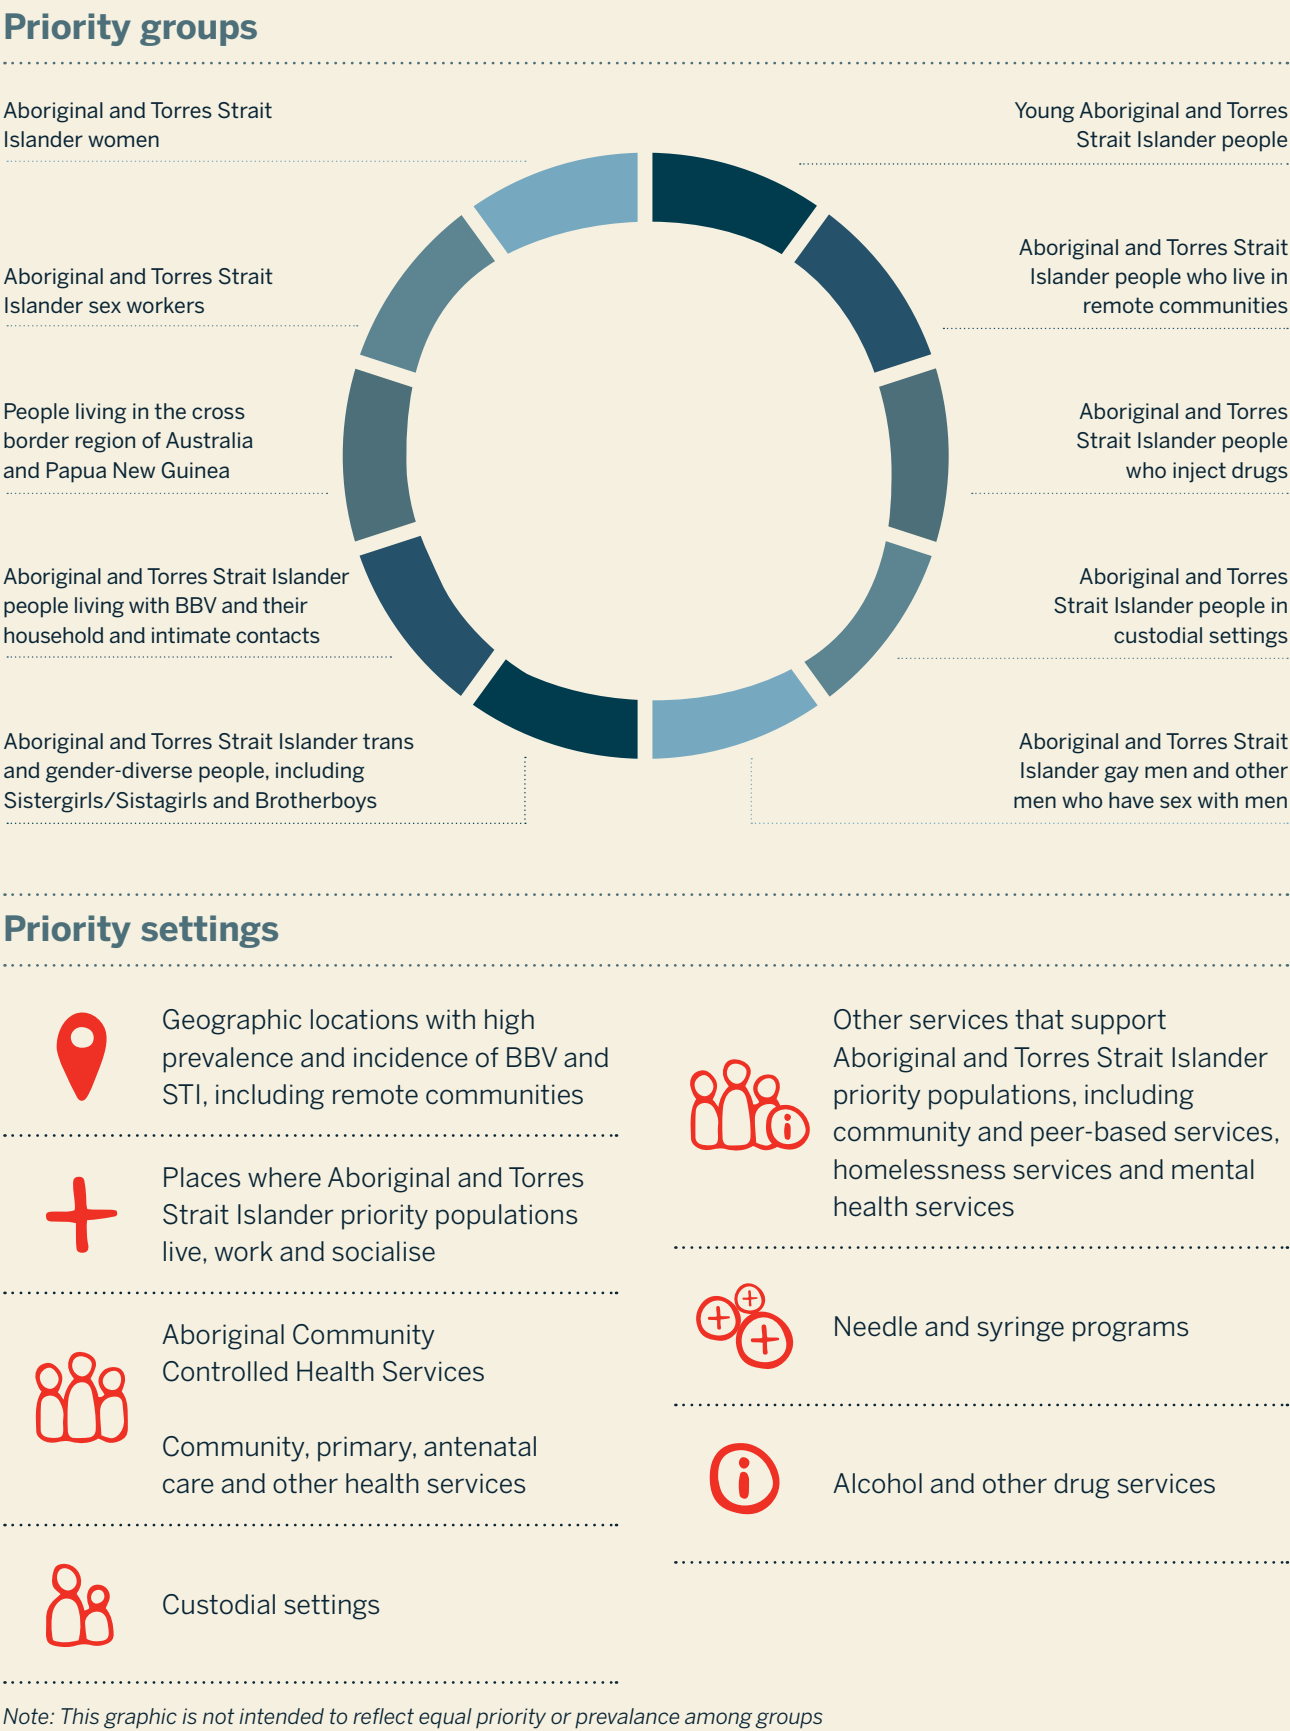 Priority groups
Aboriginal and Torres Strait
Islander women
Aboriginal and Torres Strait
Islander sex workers
People living in the cross
border region of Australia
and Papua New Guinea
Aboriginal and Torres Strait Islander
people living with BBV and their
household and intimate contacts
Aboriginal and Torres Strait Islander trans
and gender-diverse people, including
Sistergirls/Sistagirls and Brotherboys
Young Aboriginal and Torres
Strait Islander people
Aboriginal and Torres Strait
Islander people who live in
remote communities
Aboriginal and Torres
Strait Islander people
who inject drugs
Aboriginal and Torres
Strait Islander people in
custodial settings
Aboriginal and Torres Strait
Islander gay men and other
men who have sex with men
Priority settings
Geographic locations with high
prevalence and incidence of BBV and
STI, including remote communities
Places where Aboriginal and Torres
Strait Islander priority populations
live, work and socialise
Aboriginal Community
Controlled Health Services
Community, primary, antenatal
care and other health services
Custodial settings
Other services that support
Aboriginal and Torres Strait Islander
priority populations, including
community and peer-based services,
homelessness services and mental
health services
Needle and syringe programs
Alcohol and other drug services
Note: This graphic is not intended to reflect equal priority or prevalance among groups